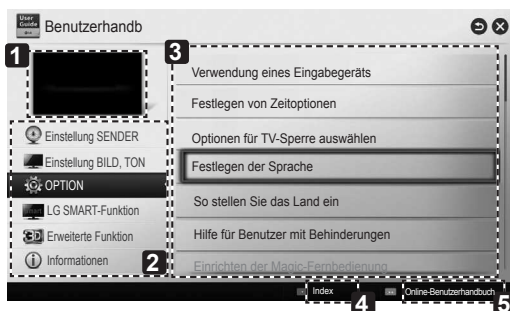 User
Guide
Benutzerhandb
1
3
Verwendung eines Eingabegeräts
Festlegen von Zeitoptionen
Einstellung SENDER
Optionen für TV-Sperre auswählen
Einstellung BILD, TON
Festlegen der Sprache
OPTION
LG SMART-Funktion
So stellen Sie das Land ein
3D Erweiterte Funktion
Hilfe für Benutzer mit Behinderungen
Informationen
2
Einrichten der Magic-Fernbedienung
Index
4
Online-Benutzerhandbuch
5